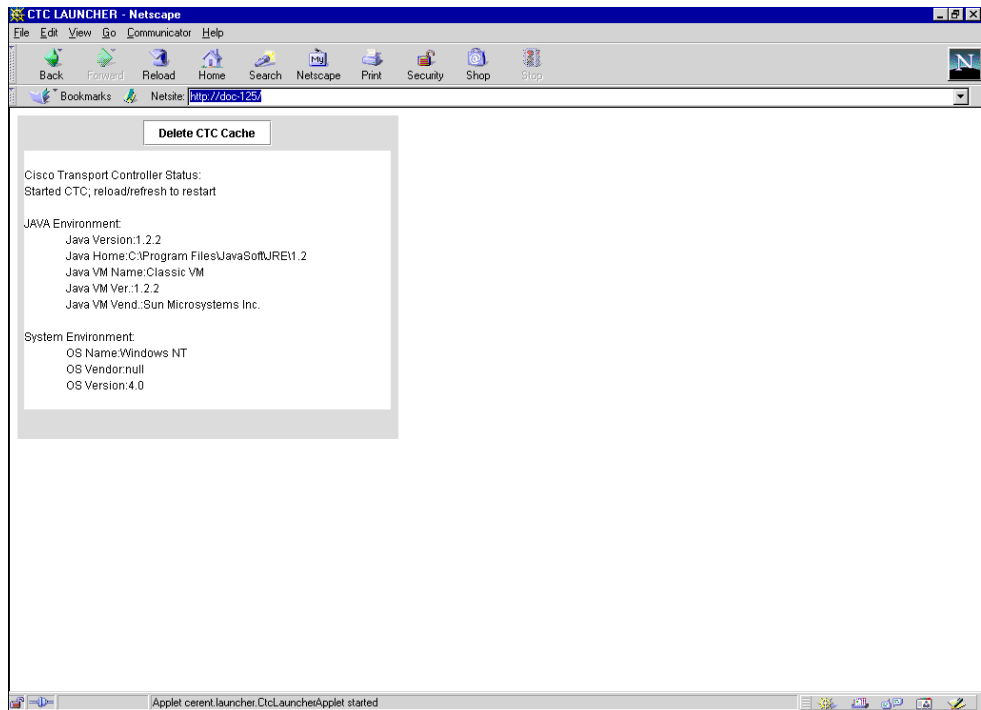 CTC LAUNCHER - Netscape
File Edit View Go Communicator Help
Back Forward Reload Home Search Netscape Print Security Shop Stop
My
N
Bookmarks Netsite: http://doc-125/
Delete CTC Cache
Cisco Transport Controller Status:
Started CTC; reload/refresh to restart
JAVA Environment:
Java Version:1.2.2
Java Home:C:\Program Files\JavaSoft\JRE\1.2
Java VM Name:Classic VM
Java VM Ver.:1.2.2
Java VM Vend.:Sun Microsystems Inc.
System Environment:
OS Name:Windows NT
OS Vendor:null
OS Version:4.0
Applet cerent.launcher.CtcLauncherApplet started